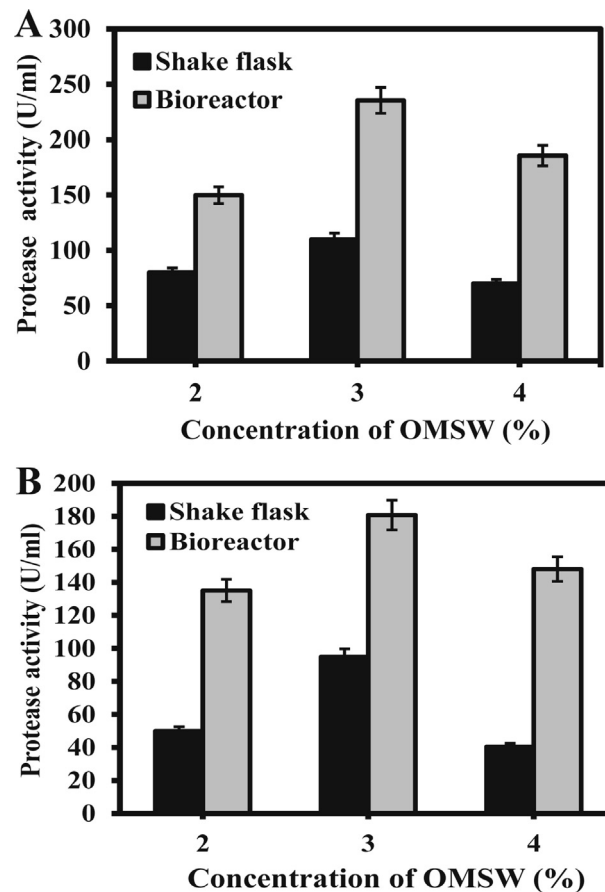 A
300
250
200
150
100
50
0
Protease activity (U/ml)
Shake flask
Bioreactor
2 3 4
Concentration of OMSW (%)
B
200
180
160
140
120
100
80
60
40
20
0
Protease activity (U/ml)
Shake flask
Bioreactor
2 3 4
Concentration of OMSW (%)